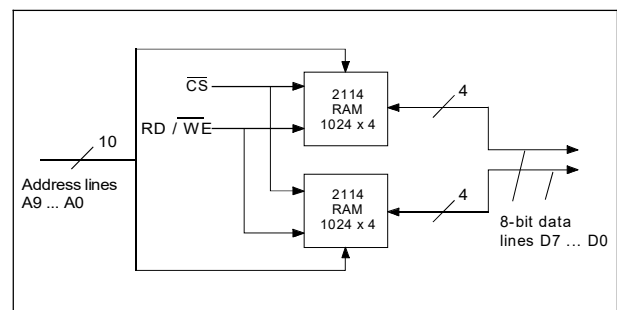 CS
2114
RAM
1024 x 4
4
RD / WE
10
Address lines
A9 ... A0
2114
RAM
1024 x 4
4
8-bit data
lines D7 ... D0